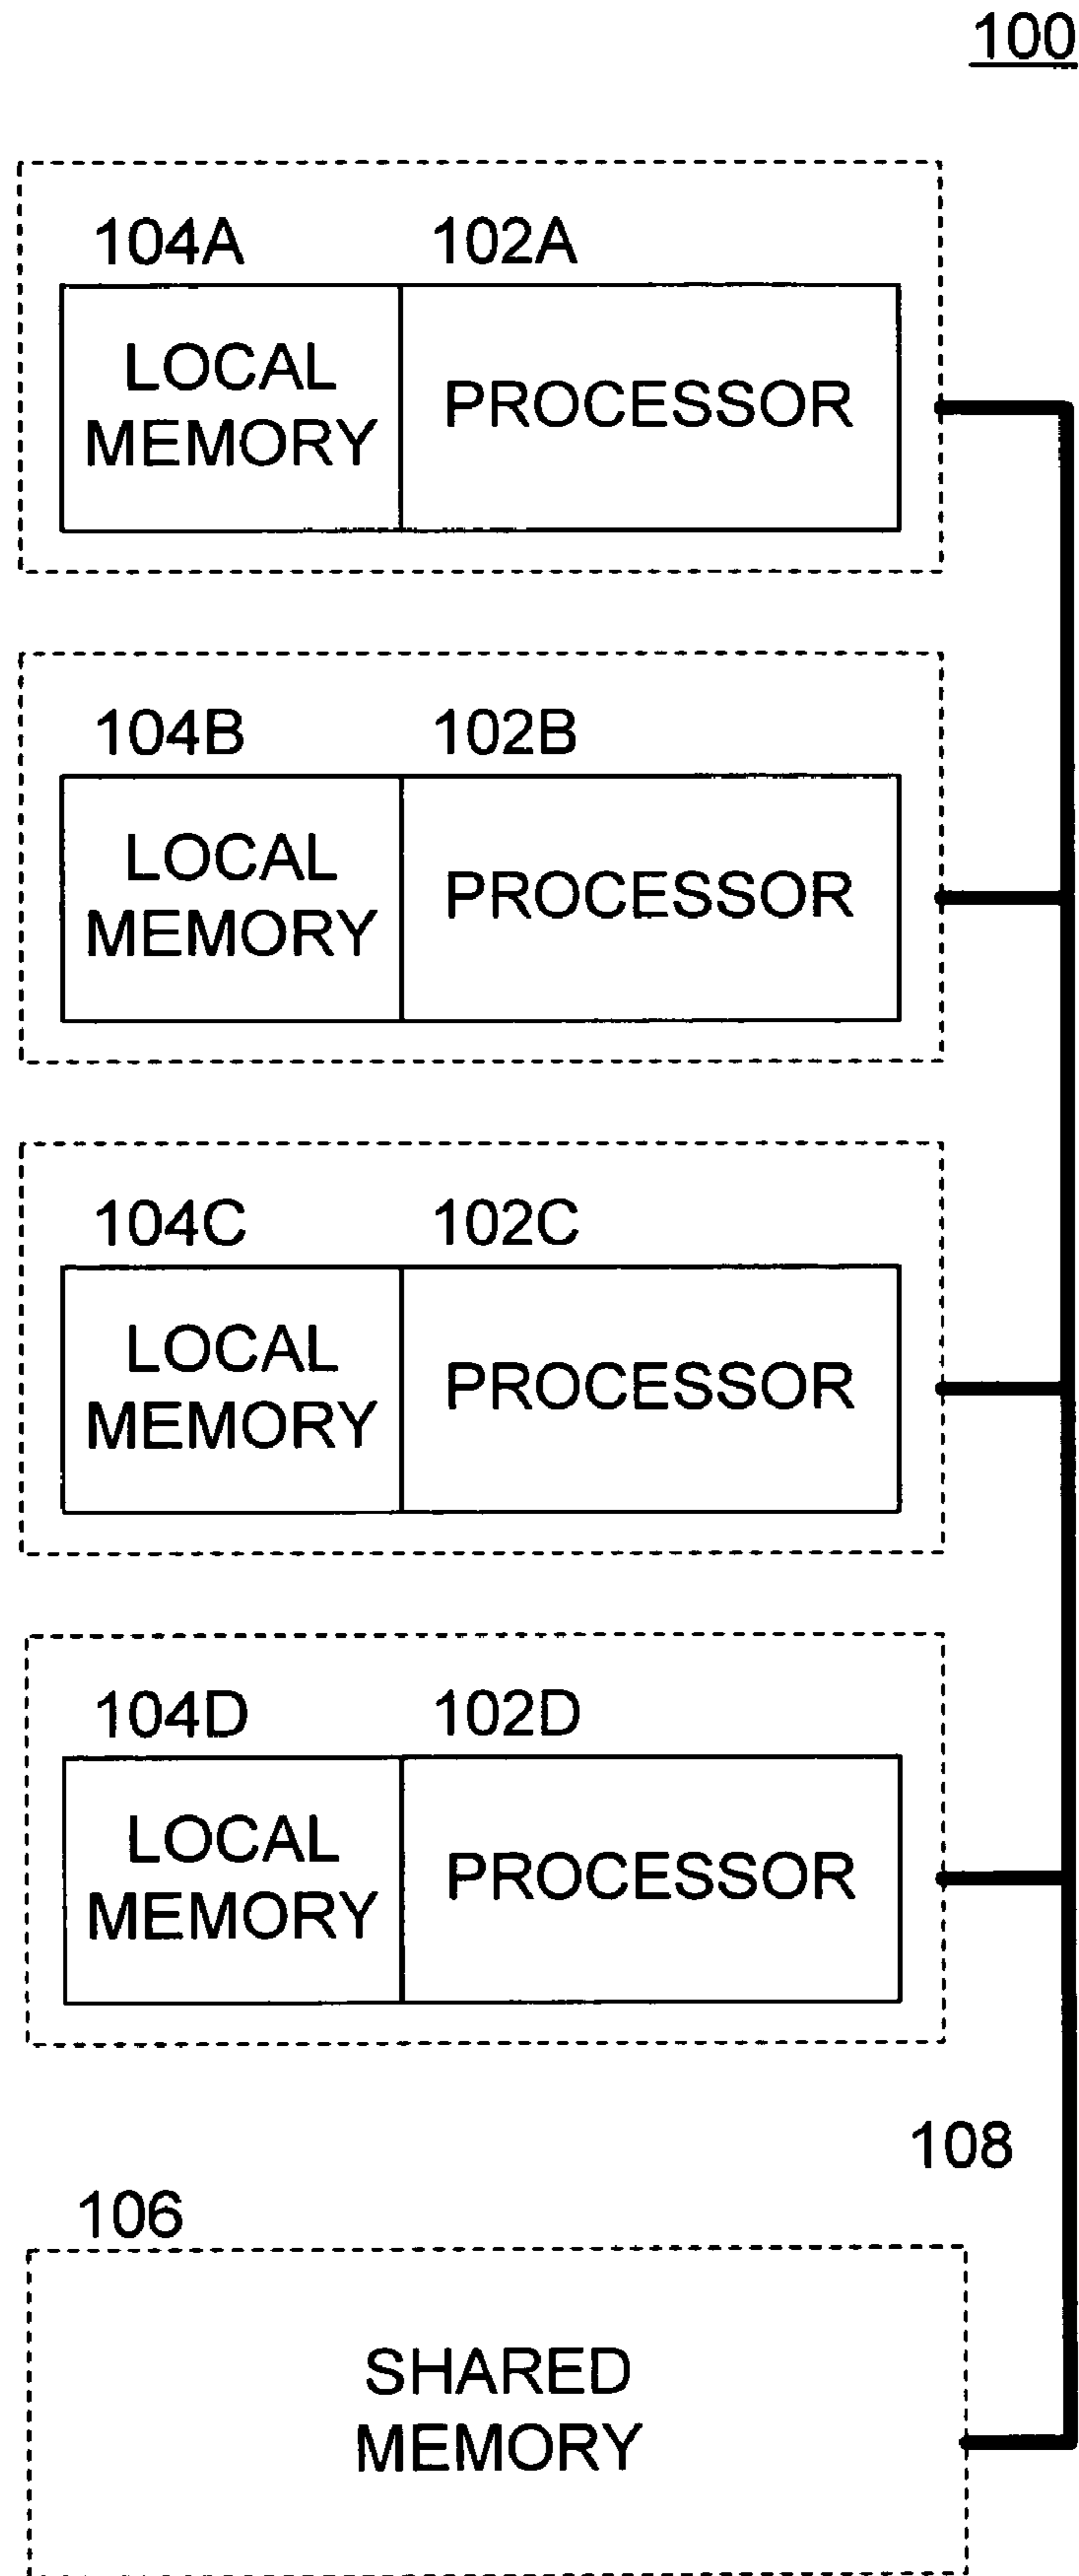 100
104A 102A
LOCAL
MEMORY
PROCESSOR
104B 102B
LOCAL
MEMORY
PROCESSOR
104C 102C
LOCAL
MEMORY
PROCESSOR
104D 102D
LOCAL
MEMORY
PROCESSOR
108
106
SHARED
MEMORY